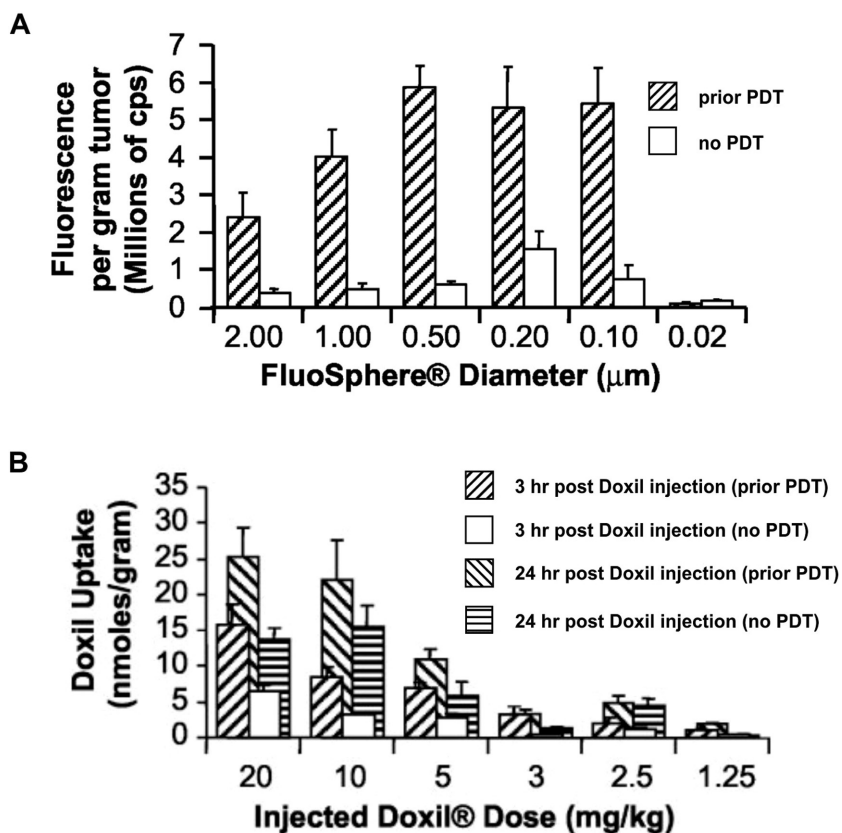 A
7
6
5
4
3
2
1
0
Fluorescence
per gram tumor
(Millions of cps)
prior PDT
no PDT
2.00 1.00 0.50 0.20 0.10 0.02
FluoSphere® Diameter (μm)
B
35
30
25
20
15
10
5
0
Doxil Uptake
(nmoles/gram)
3 hr post Doxil injection (prior PDT)
3 hr post Doxil injection (no PDT)
24 hr post Doxil injection (prior PDT)
24 hr post Doxil injection (no PDT)
20 10 5 3 2.5 1.25
Injected Doxil® Dose (mg/kg)